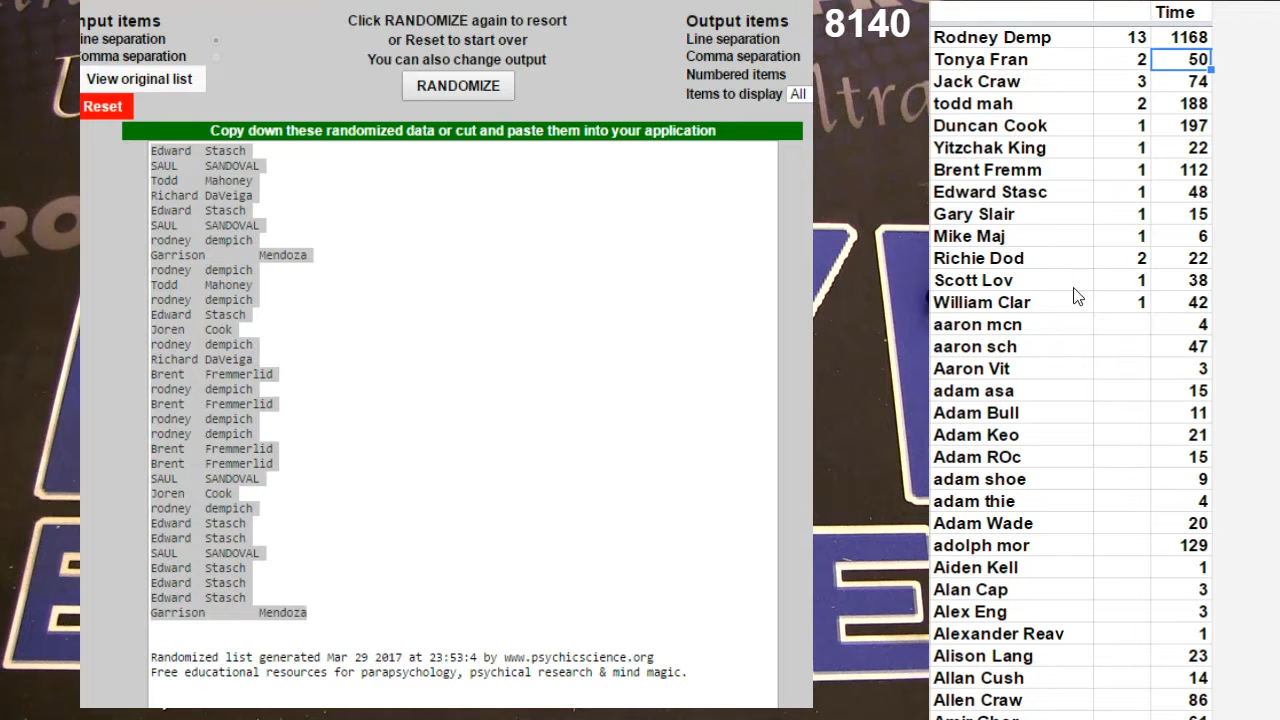 nput items
ine separation
omma separation
View original list
Reset
Click RANDOMIZE again to resort
or Reset to start over
You can also change output
RANDOMIZE
Output items
Line separation
Comma separation
Numbered items
Items to display All
Copy down these randomized data or cut and paste them into your application
Edward Stasch
SAUL SANDOVAL
Todd Mahoney
Richard DaVeiga
Edward Stasch
SAUL SANDOVAL
rodney dempich
Garrison Mendoza
rodney dempich
Todd Mahoney
rodney dempich
Edward Stasch
Joren Cook
rodney dempich
Richard DaVeiga
Brent Fremmerlid
rodney dempich
Brent Fremmerlid
rodney dempich
rodney dempich
Brent Fremmerlid
Brent Fremmerlid
SAUL SANDOVAL
Joren Cook
rodney dempich
Edward Stasch
Edward Stasch
SAUL SANDOVAL
Edward Stasch
Edward Stasch
Edward Stasch
Garrison Mendoza
Randomized list generated Mar 29 2017 at 23:53:4 by www.psychicscience.org
Free educational resources for parapsychology, psychical research & mind magic.
8140
Time
Rodney Demp 13 1168
Tonya Fran 2 50
Jack Craw 3 74
todd mah 2 188
Duncan Cook 1 197
Yitzchak King 1 22
Brent Fremm 1 112
Edward Stasc 1 48
Gary Slair 1 15
Mike Maj 1 6
Richie Dod 2 22
Scott Lov 1 38
William Clar 1 42
aaron mcn 4
aaron sch 47
Aaron Vit 3
adam asa 15
Adam Bull 11
Adam Keo 21
Adam ROc 15
adam shoe 9
adam thie 4
Adam Wade 20
adolph mor 129
Aiden Kell 1
Alan Cap 3
Alex Eng 3
Alexander Reav 1
Alison Lang 23
Allan Cush 14
Allen Craw 86